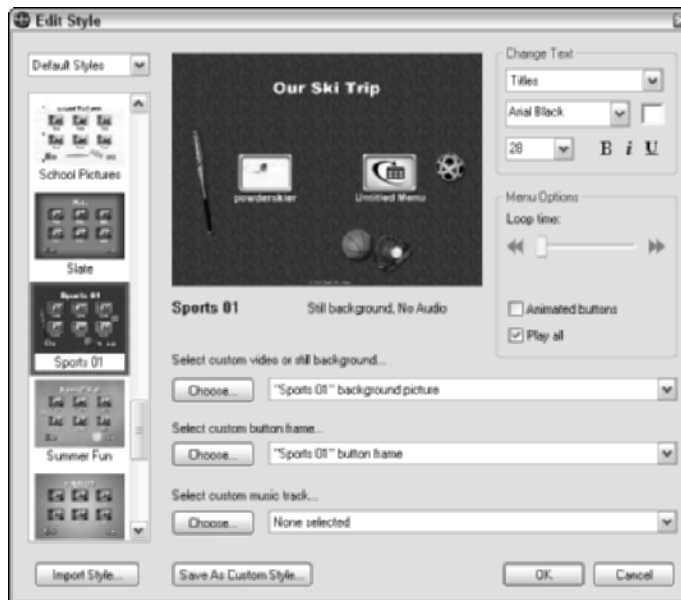 Edit Style
Default Styles
School Pictures
Slate
Sports 01
Sports 01
Summer Fun
Import Style...
Our Ski Trip
powderskier
Untitled Menu
Sports 01
Still background, No Audio
Change Text
Titles
Arial Black
28
B i U
Menu Options
Loop time:
Animated buttons
Play all
Select custom video or still background...
Choose...
"Sports 01" background picture
Select custom button frame...
Choose...
"Sports 01" button frame
Select custom music track...
Choose...
None selected
Save As Custom Style...
OK
Cancel